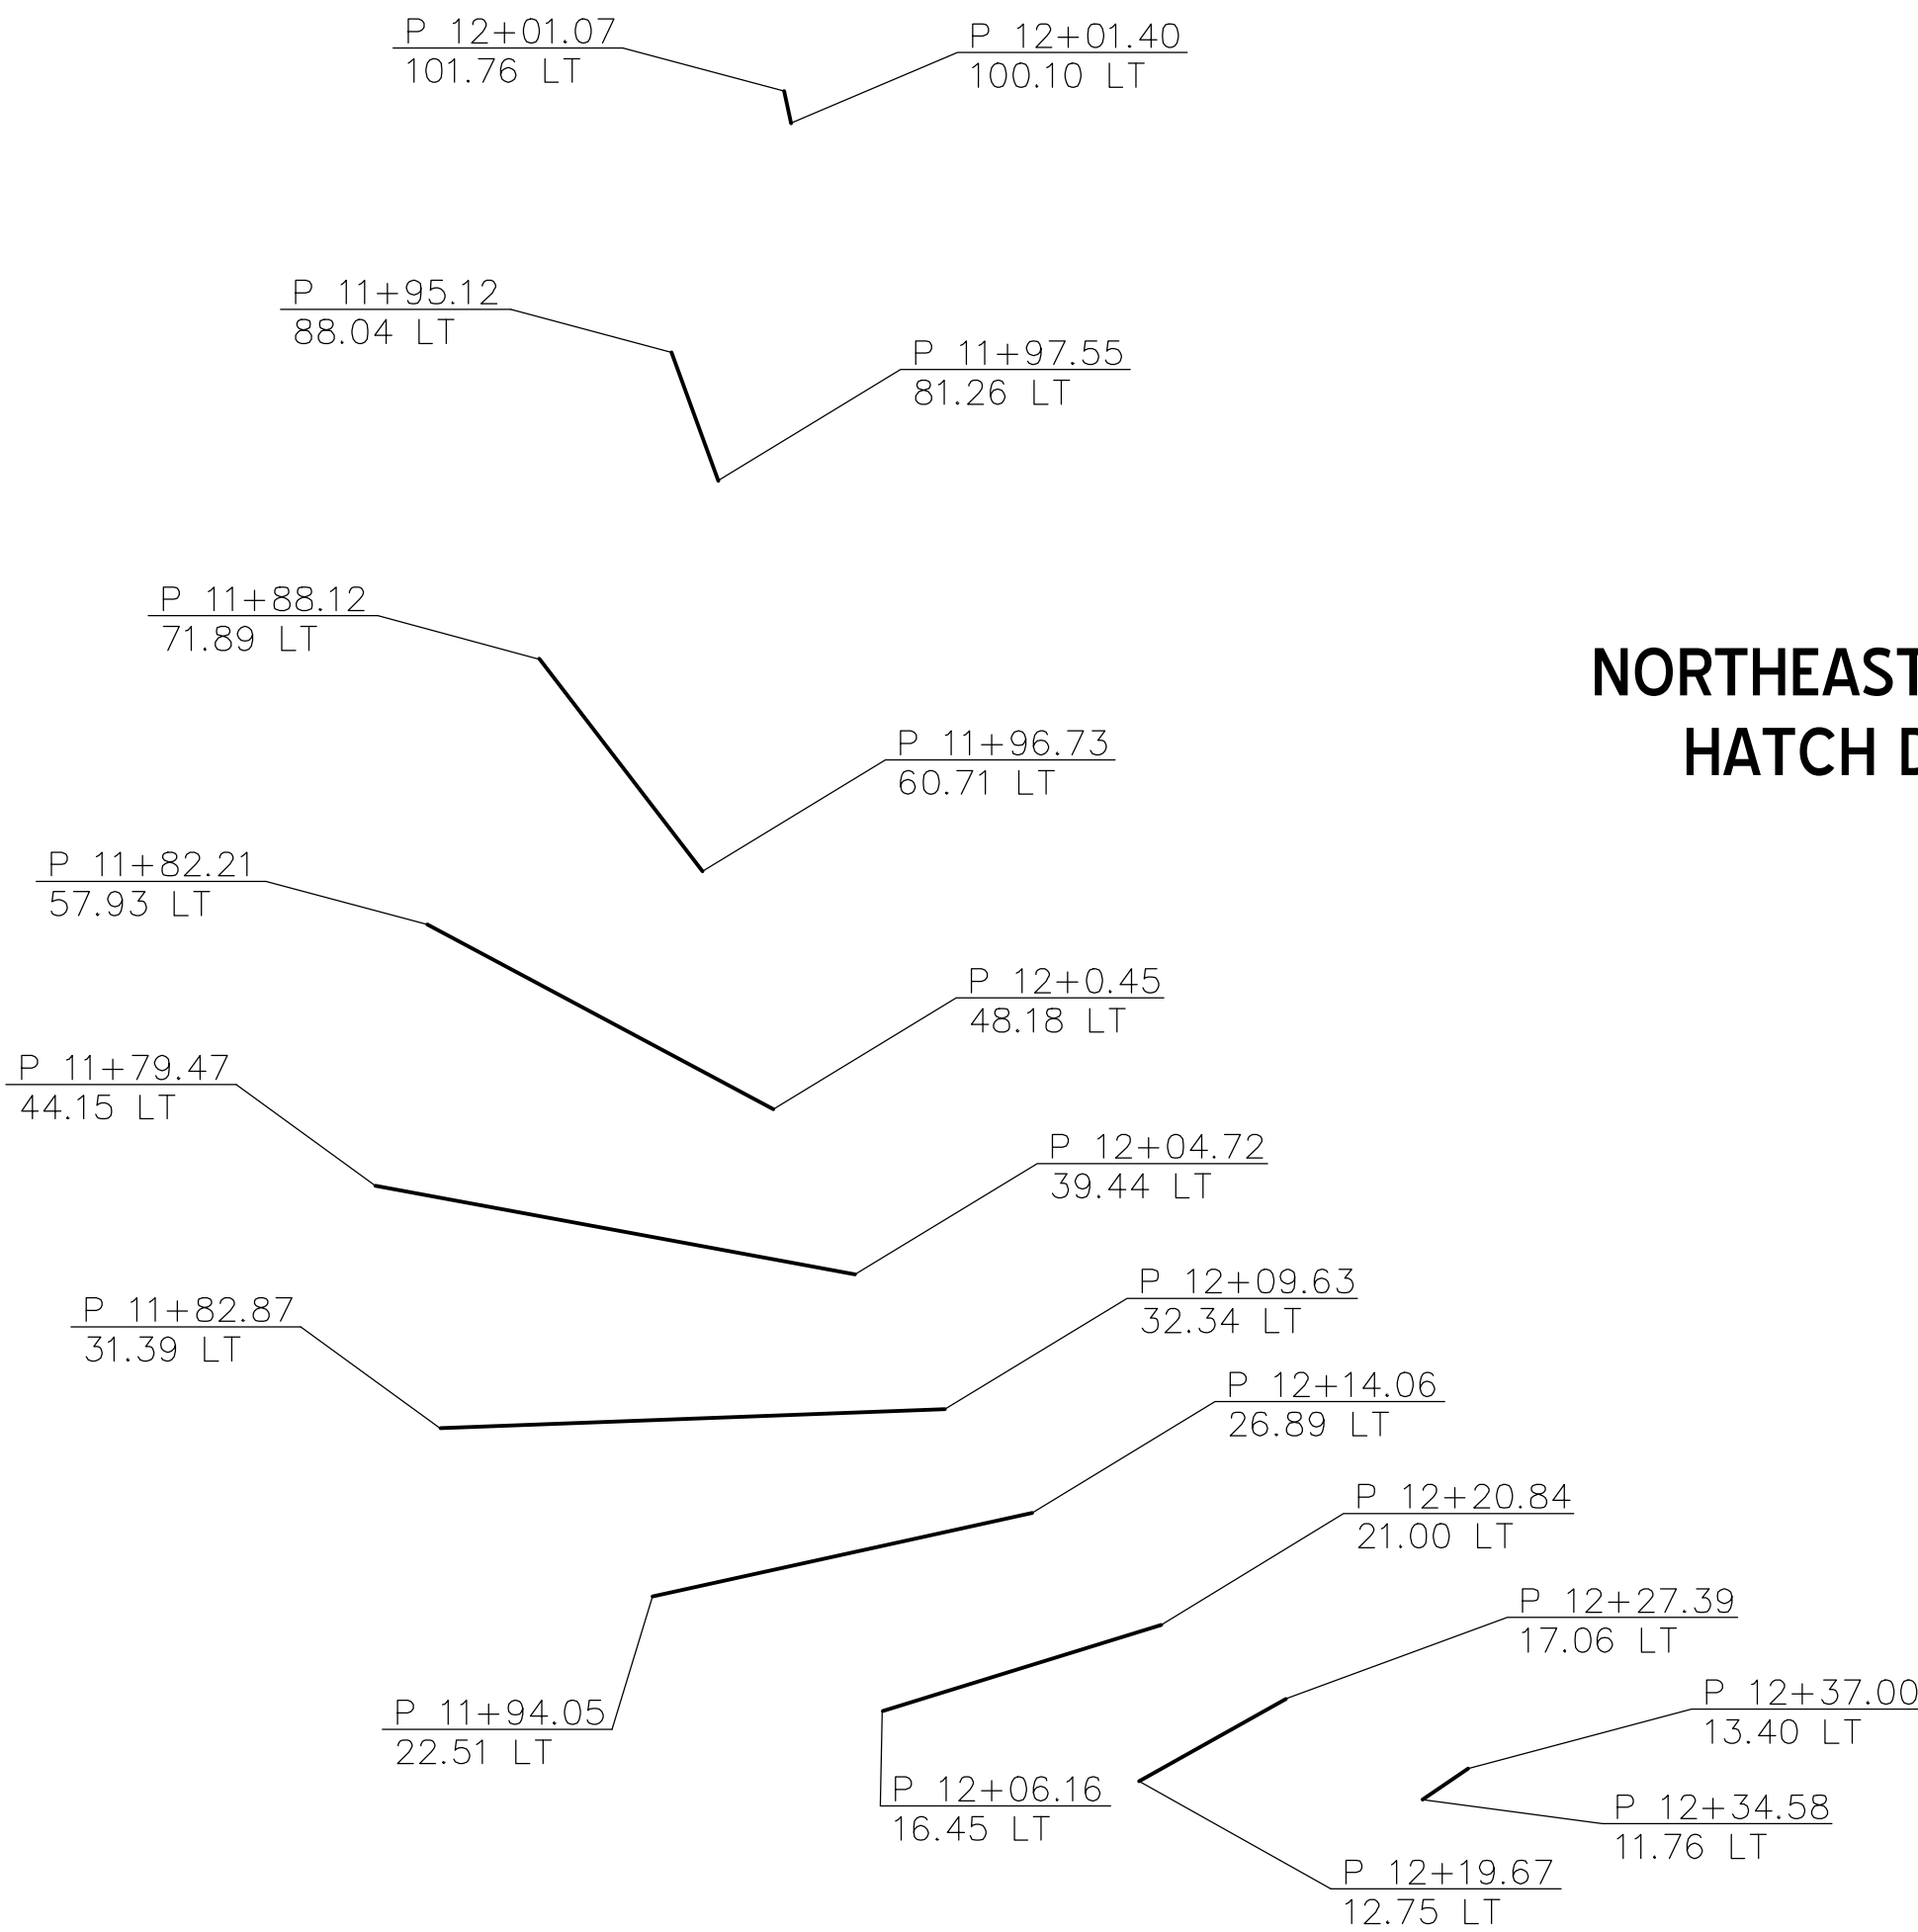 P 12+01.07
101.76 LT
P 12+01.40
100.10 LT
P 11+95.12
88.04 LT
P 11+97.55
81.26 LT
P 11+88.12
71.89 LT
NORTHEAST
HATCH
P 11+96.73
60.71 LT
P 11+82.21
57.93 LT
P 12+0.45
48.18 LT
P 11+79.47
44.15 LT
P 12+04.72
39.44 LT
P 11+82.87
31.39 LT
P 12+09.63
32.34 LT
P 12+14.06
26.89 LT
P 12+20.84
21.00 LT
P 12+27.39
17.06 LT
P 11+94.05
22.51 LT
P 12+37.00
13.40 LT
P 12+06.16
16.45 LT
P 12+34.58
11.76 LT
P 12+19.67
12.75 LT